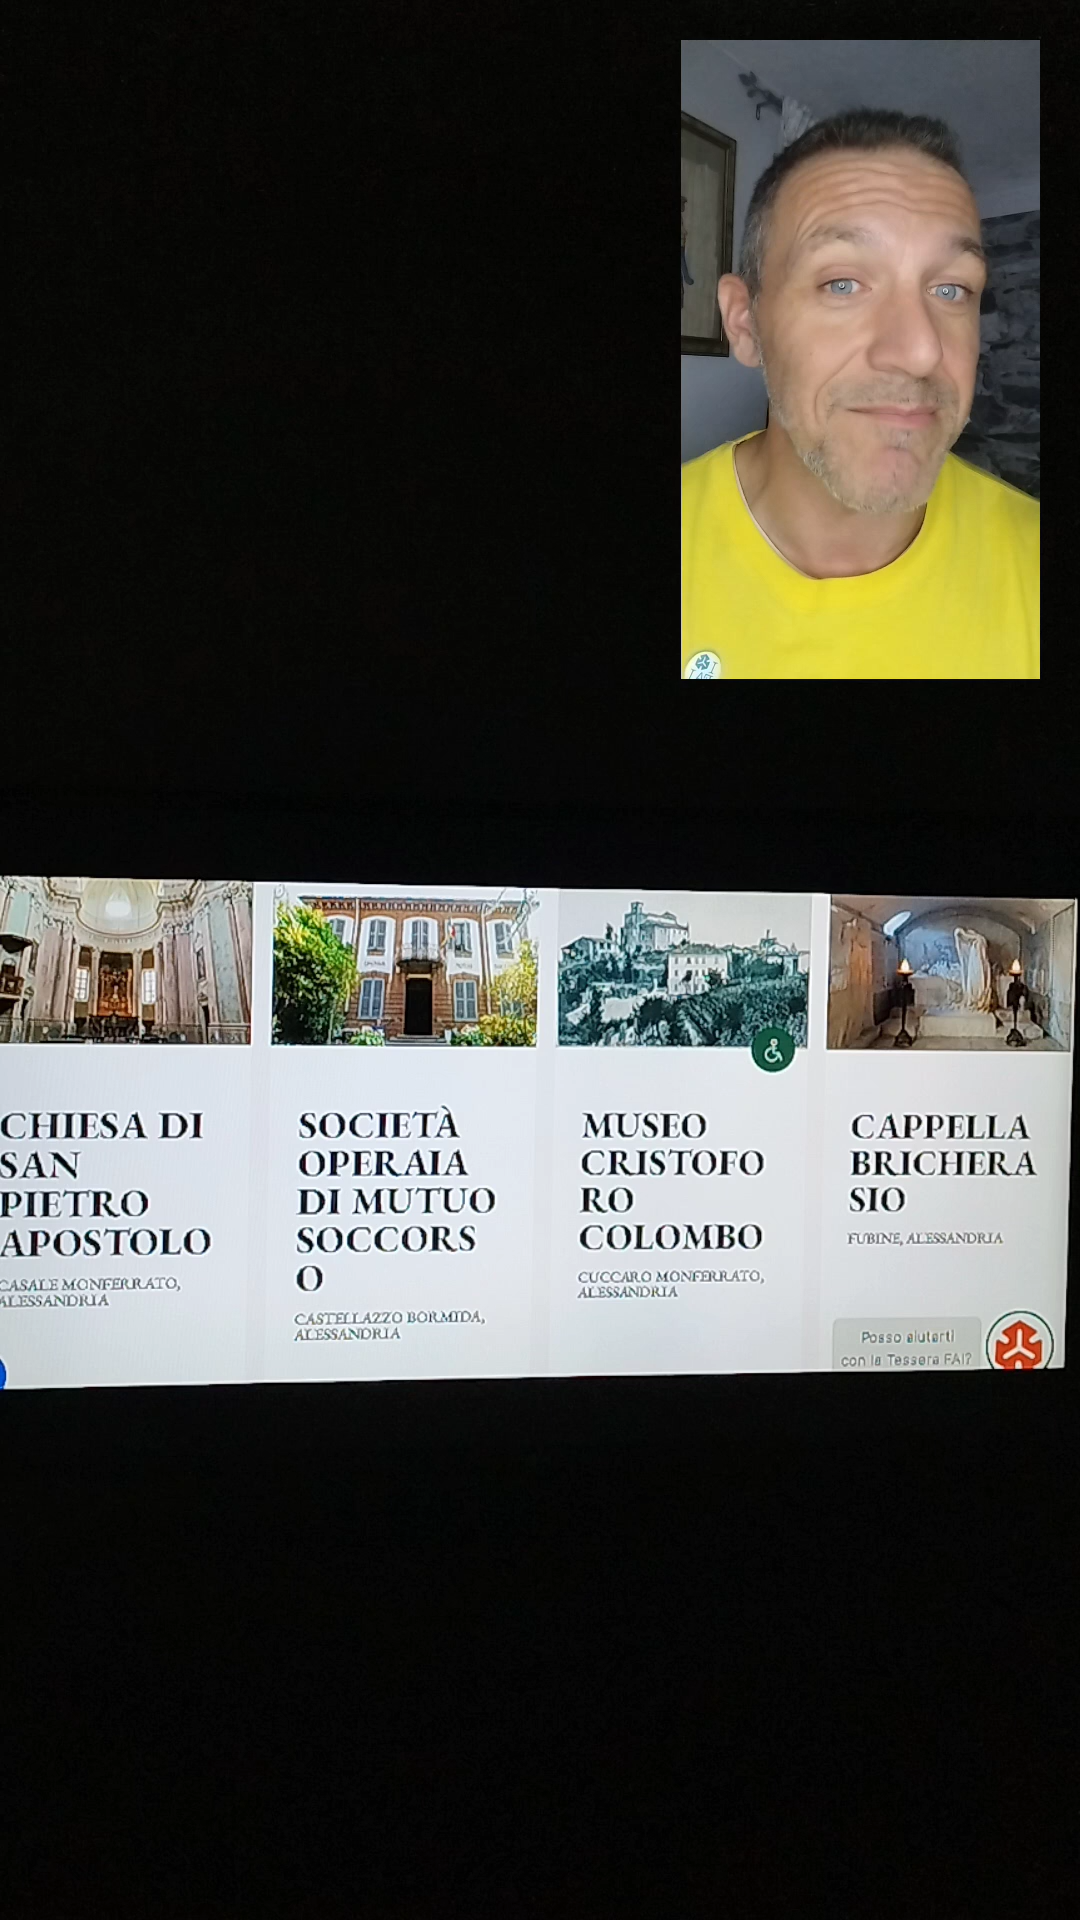 CHIESA DI
SAN
PIETRO
APOSTOLO
CASALE MONFERRATO,
ALESSANDRIA
SOCIETÀ
OPERAIA
DI MUTUO
SOCCORS
O
CASTELLAZZO BORMIDA,
ALESSANDRIA
MUSEO
CRISTOFO
RO
COLOMBO
CUCCARO MONFERRATO,
ALESSANDRIA
CAPPELLA
BRICHERA
SIO
FUBINE, ALESSANDRIA
Posso aiutarti
con la Tessera FAI?